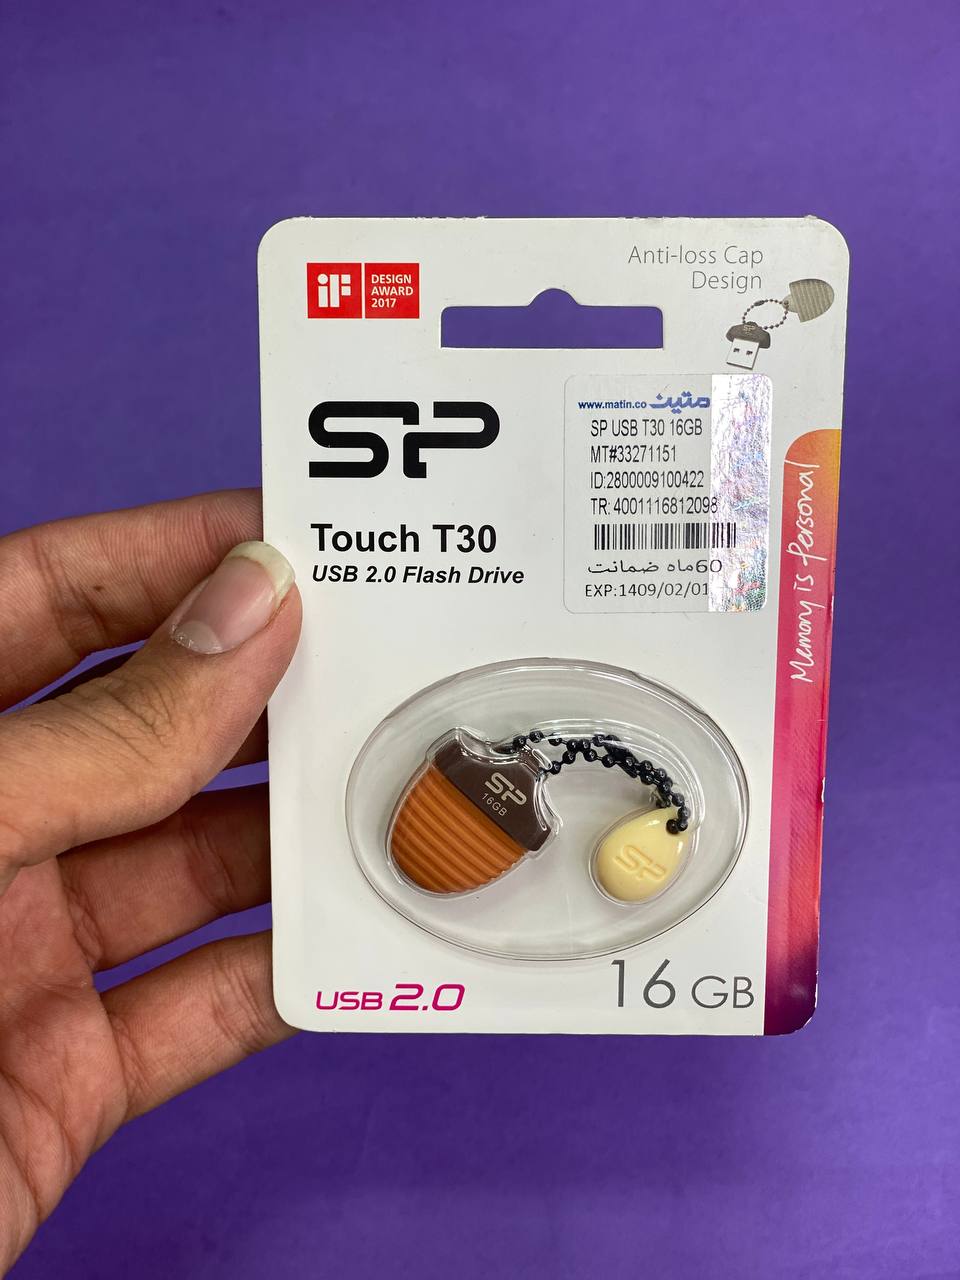 iF
DESIGN
AWARD
2017
Anti-loss Cap
Design
SP
Touch T30
USB 2.0 Flash Drive
www.matin.co متین
SP USB T30 16GB
MT#33271151
ID:2800009100422
TR: 4001116812098
60ماه ضمانت
EXP:1409/02/01
Memory is Personal
SP
16GB
SP
USB 2.0
16 GB